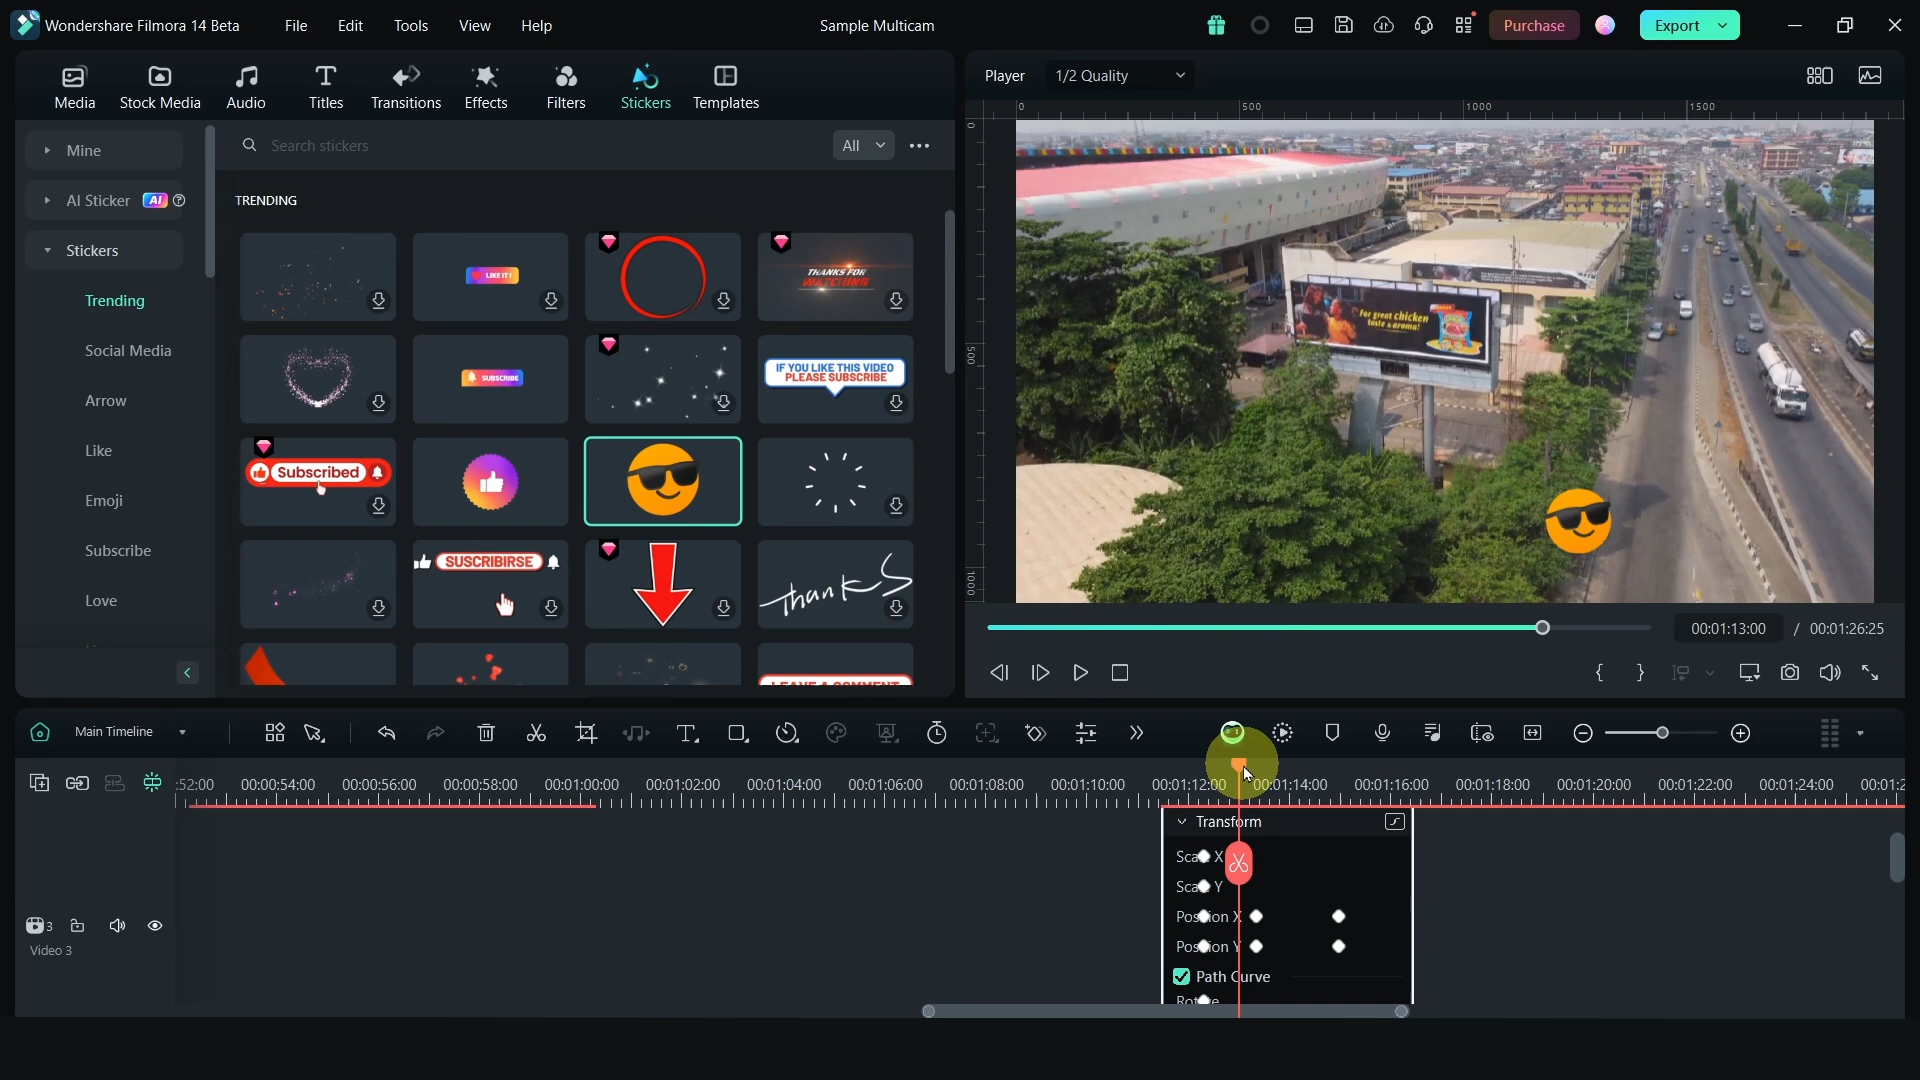 Wondershare Filmora 14 Beta
File
Edit
Tools
View
Help
Sample Multicam
Purchase
Export
Media
Stock Media
Audio
Titles
Transitions
Effects
Filters
Stickers
Templates
Player
1/2 Quality
Mine
AI Sticker AI
Stickers
Trending
Social Media
Arrow
Like
Emoji
Subscribe
Love
Search stickers
All
TRENDING
LIKE IT!
THANKS FOR
WATCHING
SUBSCRIBE
IF YOU LIKE THIS VIDEO
PLEASE SUBSCRIBE
Subscribed
SUSCRIBIRSE
Thanks
LEAVE A COMMENT
0
500
1000
1500
0
500
1000
For great chicken
taste & aroma!
00:01:13:00 / 00:01:26:25
Main Timeline
:52:00
00:00:54:00
00:00:56:00
00:00:58:00
00:01:00:00
00:01:02:00
00:01:04:00
00:01:06:00
00:01:08:00
00:01:10:00
00:01:12:00
00:01:14:00
00:01:16:00
00:01:18:00
00:01:20:00
00:01:22:00
00:01:24:00
00:01:2
Transform
Scale X
Scale Y
Position X
Position Y
Path Curve
Rotate
3
Video 3